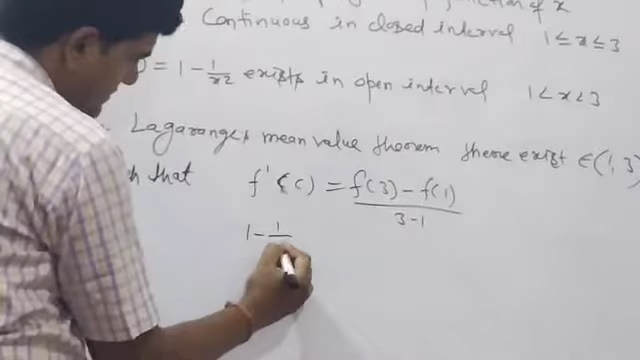 function of x
Continuous in closed interval 1 ≤ x ≤ 3
= 1 - 1/x2 exists in open interval 1 < x < 3
Lagarange's mean value theorem there exist ∈ (1, 3)
that f'(c) = f(3) - f(1) / 3-1
1 - 1